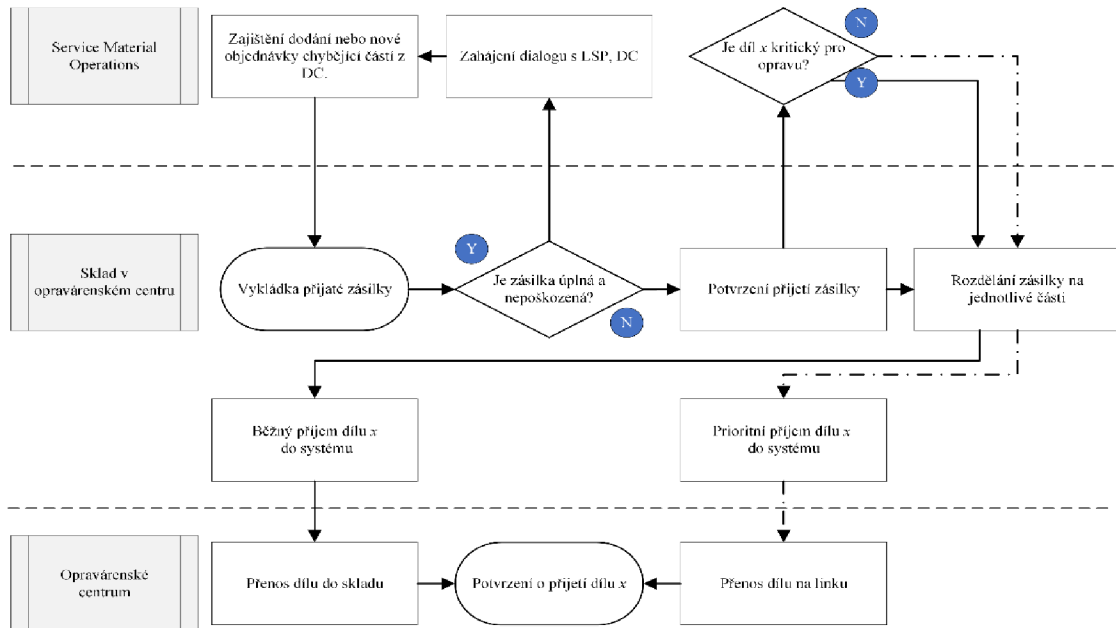 Service Material
Operations
Zajištění dodání nebo nové
objednávky chybějící částí z
DC.
Zahájení dialogu s LSP, DC
Je díl x kritický pro
opravu?
N
Y
Sklad v
opravárenském centru
Vykládka přijaté zásilky
Y
Je zásilka úplná a
nepoškozená?
N
Potvrzení přijetí zásilky
Rozdělání zásilky na
jednotlivé části
Běžný příjem dílu x
do systému
Prioritní příjem dílu x
do systému
Opravárenské
centrum
Přenos dílu do skladu
Potvrzení o přijetí dílu x
Přenos dílu na linku